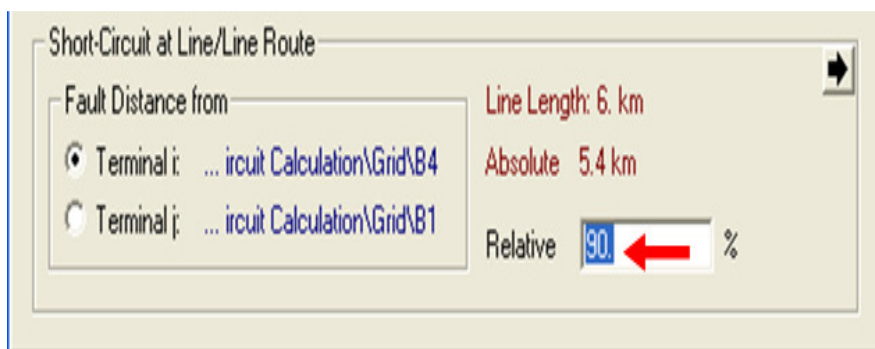 Short-Circuit at Line/Line Route
Fault Distance from
Terminal i: ... ircuit Calculation\Grid\B4
Terminal j: ... ircuit Calculation\Grid\B1
Line Length: 6. km
Absolute 5.4 km
Relative 90. %